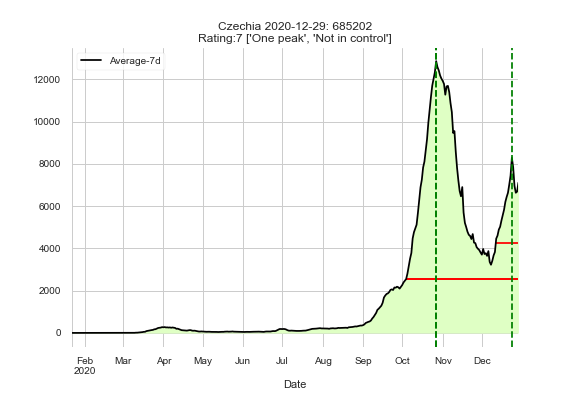 Czechia 2020-12-29: 685202
Rating:7 ['One peak', 'Not in control']
Average-7d
12000
10000
8000
6000
4000
2000
0
Feb Mar Apr May Jun Jul Aug Sep Oct Nov Dec
2020
Date